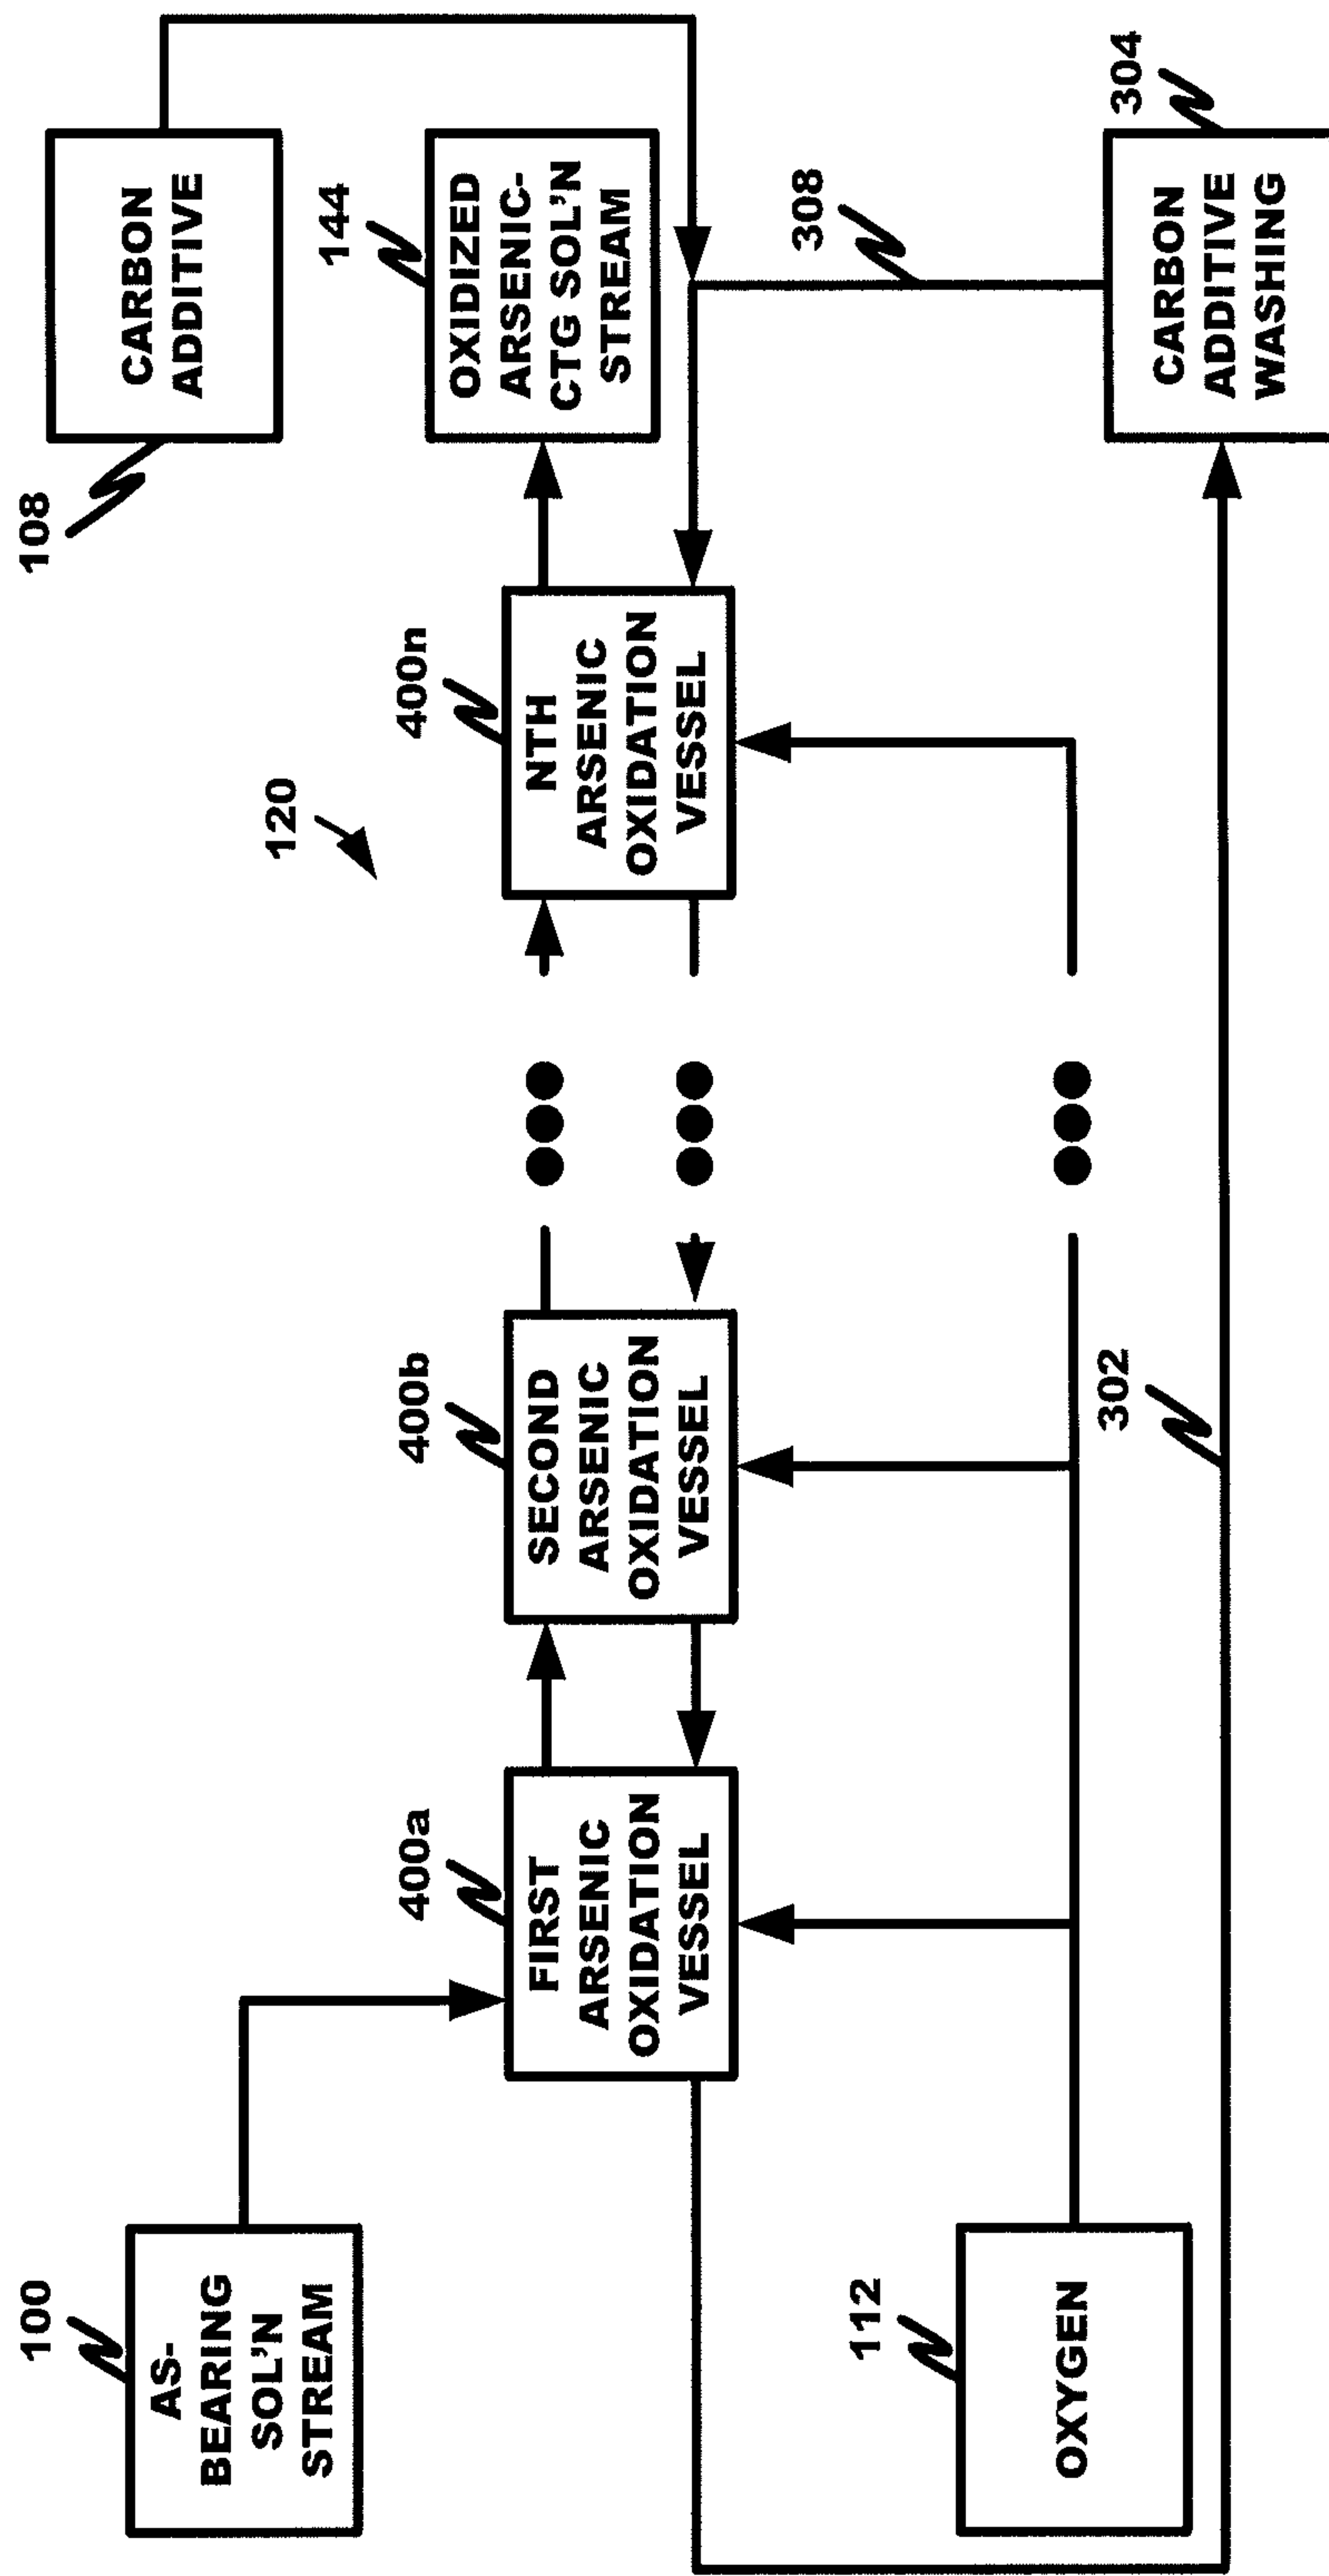 100
AS-
BEARING
SOL'N
STREAM
400a
FIRST
ARSENIC
OXIDATION
VESSEL
400b
SECOND
ARSENIC
OXIDATION
VESSEL
120
400n
NTH
ARSENIC
OXIDATION
VESSEL
108
CARBON
ADDITIVE
144
OXIDIZED
ARSENIC-
CTG SOL'N
STREAM
308
112
OXYGEN
302
304
CARBON
ADDITIVE
WASHING